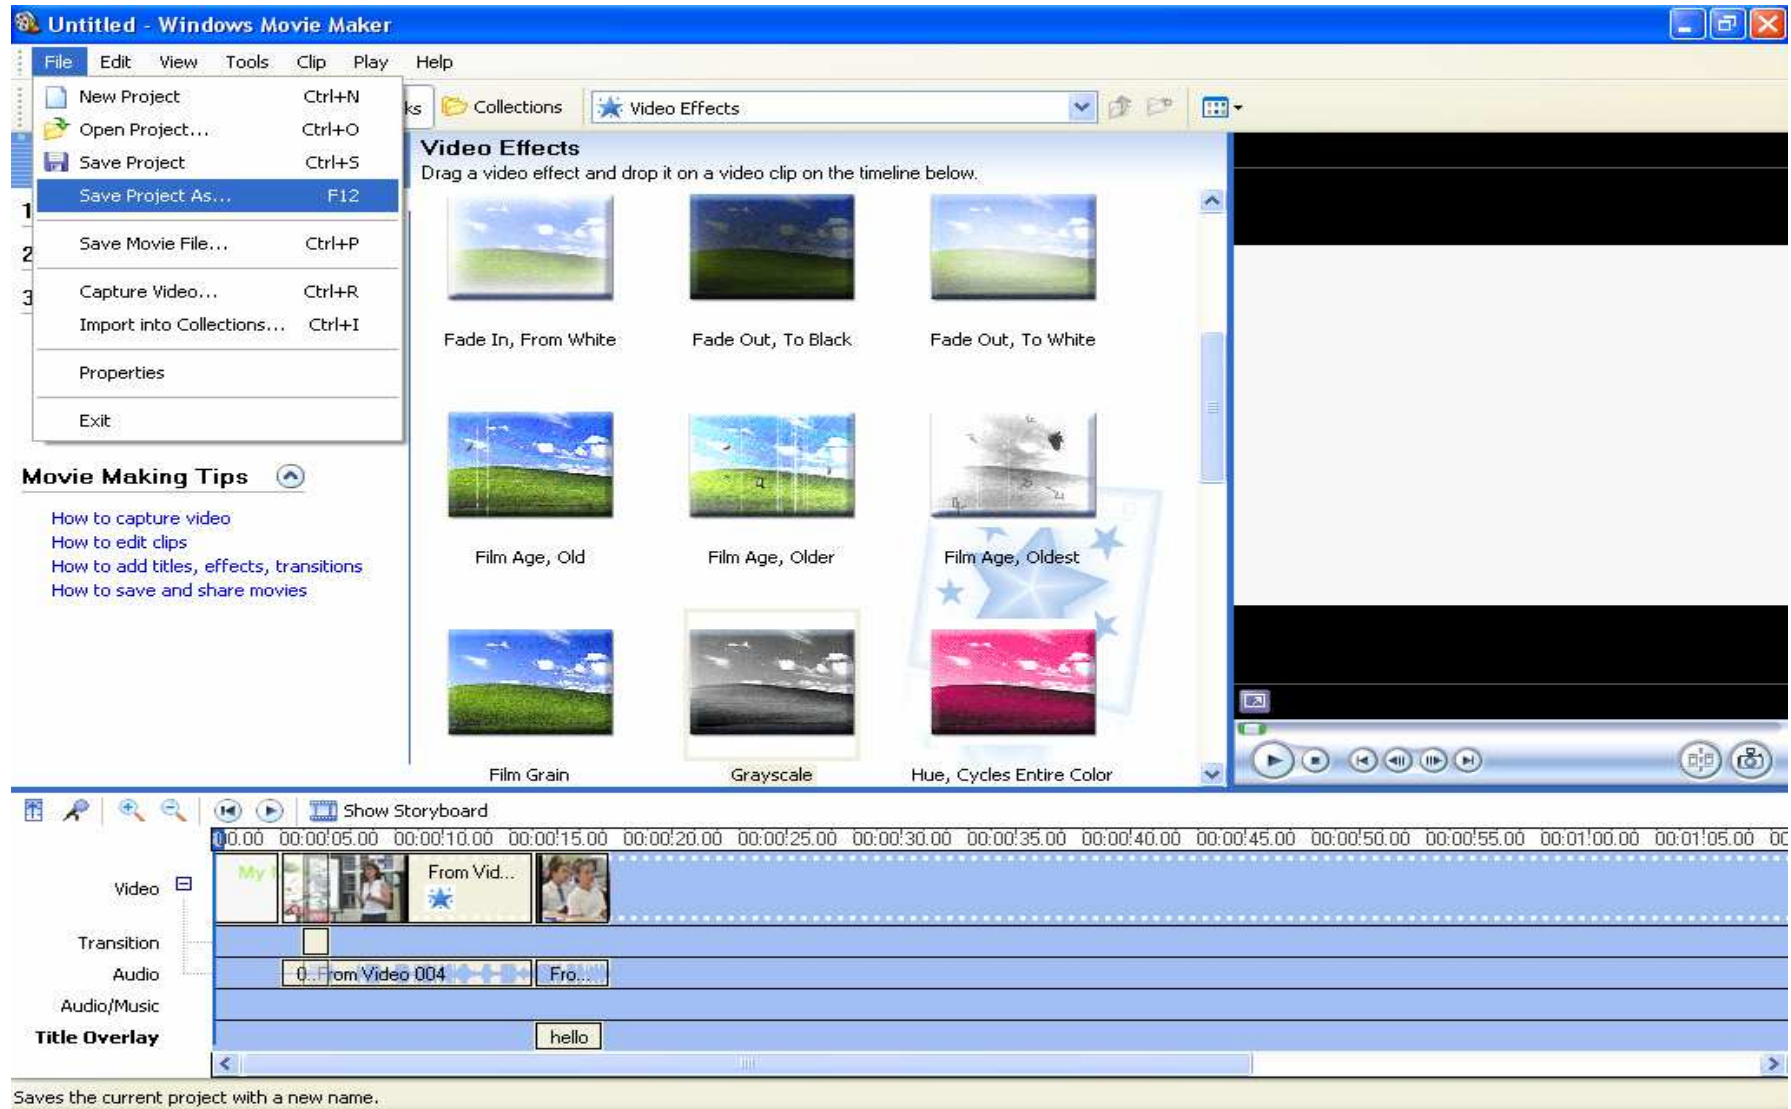 Untitled - Windows Movie Maker
File Edit View Tools Clip Play Help
New Project Ctrl+N
Open Project... Ctrl+O
Save Project Ctrl+S
Save Project As... F12
Save Movie File... Ctrl+P
Capture Video... Ctrl+R
Import into Collections... Ctrl+I
Properties
Exit
ks Collections Video Effects
1
2
3
Movie Making Tips
How to capture video
How to edit clips
How to add titles, effects, transitions
How to save and share movies
Video Effects
Drag a video effect and drop it on a video clip on the timeline below.
Fade In, From White Fade Out, To Black Fade Out, To White
Film Age, Old Film Age, Older Film Age, Oldest
Film Grain Grayscale Hue, Cycles Entire Color
Show Storyboard
00.00 00:00:05.00 00:00:10.00 00:00:15.00 00:00:20.00 00:00:25.00 00:00:30.00 00:00:35.00 00:00:40.00 00:00:45.00 00:00:50.00 00:00:55.00 00:01:00.00 00:01:05.00 00
Video My From Vid...
Transition
Audio 0.. From Video 004 Fro...
Audio/Music
Title Overlay hello
Saves the current project with a new name.